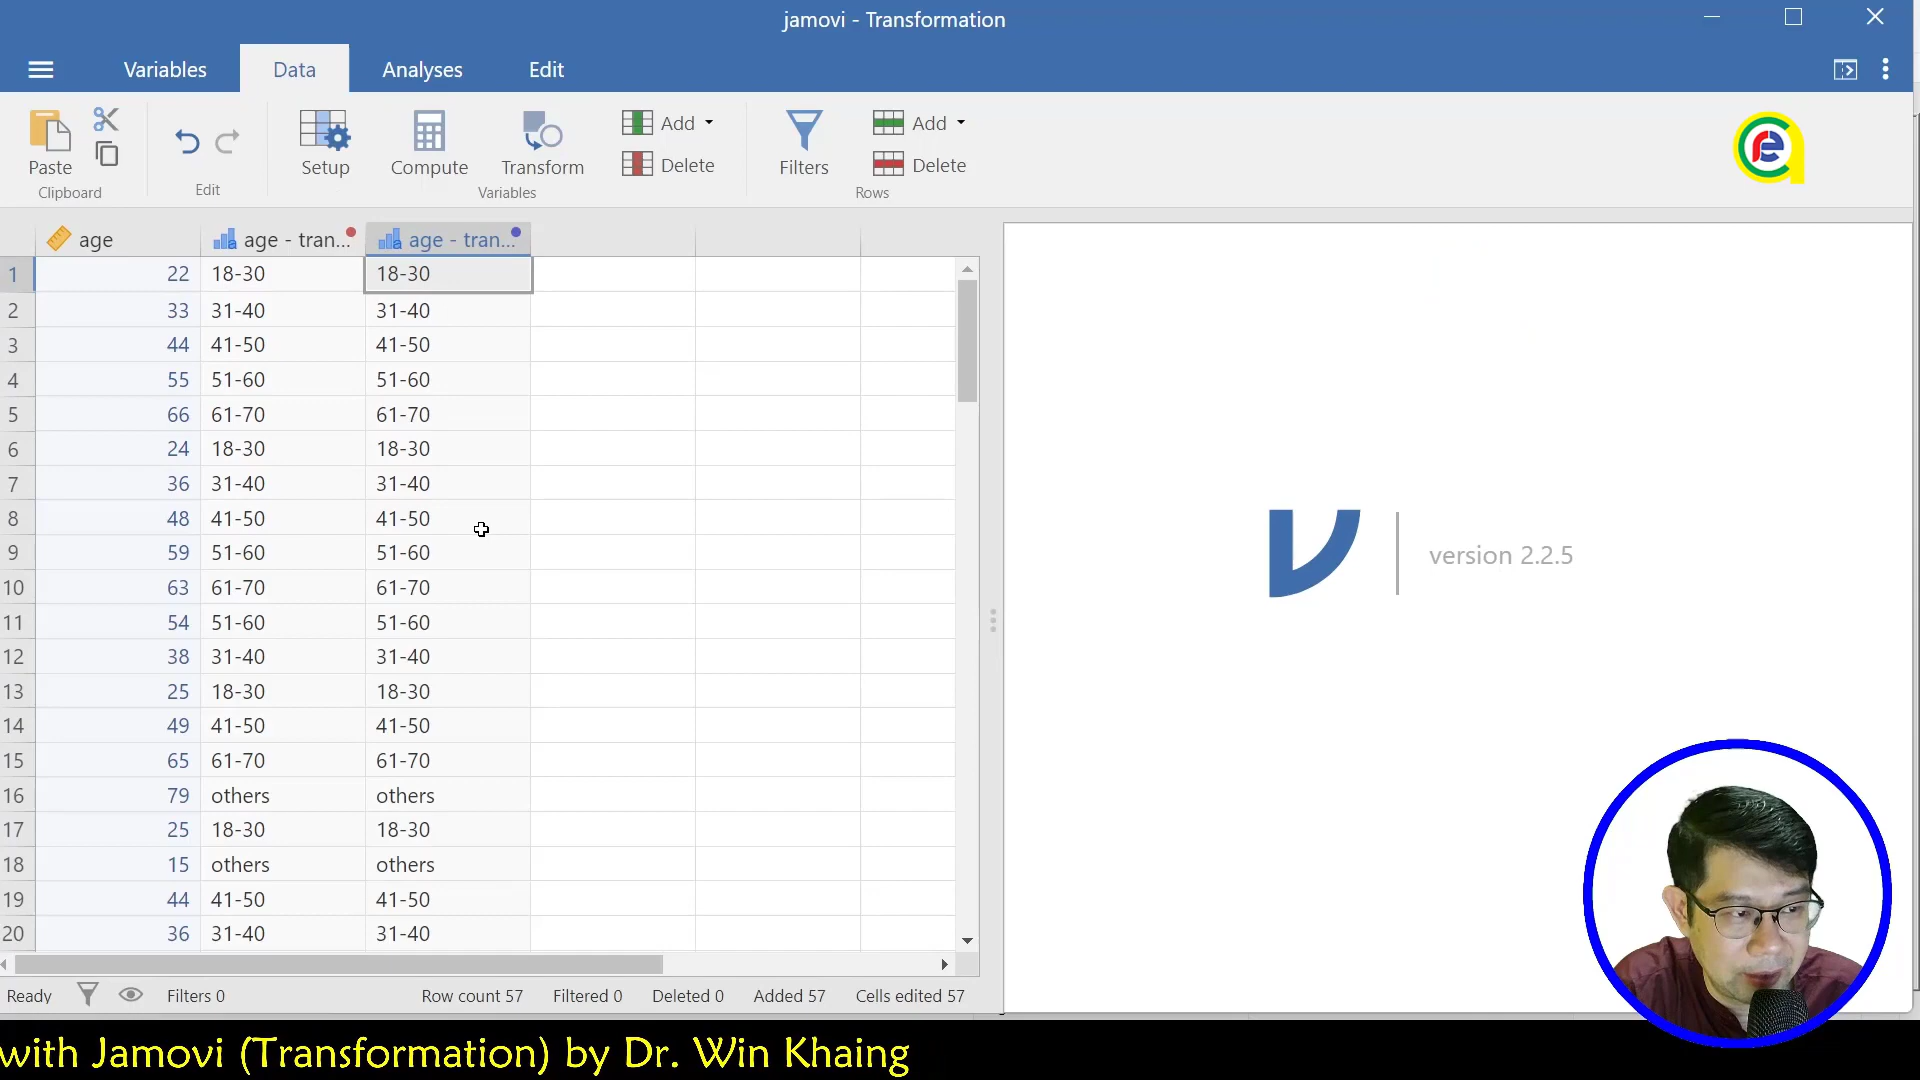 jamovi - Transformation
Variables Data Analyses Edit
Paste Setup Compute Transform Add Delete Filters Add Delete
Clipboard Edit Variables Rows
age age - tran... age - tran...
1 22 18-30 18-30
2 33 31-40 31-40
3 44 41-50 41-50
4 55 51-60 51-60
5 66 61-70 61-70
6 24 18-30 18-30
7 36 31-40 31-40
8 48 41-50 41-50
9 59 51-60 51-60
10 63 61-70 61-70
11 54 51-60 51-60
12 38 31-40 31-40
13 25 18-30 18-30
14 49 41-50 41-50
15 65 61-70 61-70
16 79 others others
17 25 18-30 18-30
18 15 others others
19 44 41-50 41-50
20 36 31-40 31-40
version 2.2.5
Ready Filters 0 Row count 57 Filtered 0 Deleted 0 Added 57 Cells edited 57
with Jamovi (Transformation) by Dr. Win Khaing